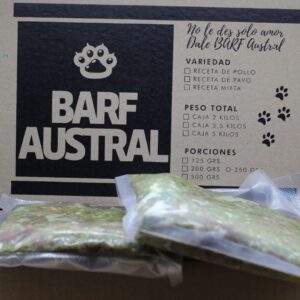 BARF
AUSTRAL
No le des sólo amor
Dale BARF Austral
VARIEDAD
RECETA DE POLLO
RECETA DE PAVO
RECETA MIXTA
PESO TOTAL
CAJA 2 KILOS
CAJA 3,5 KILOS
CAJA 5 KILOS
PORCIONES
125 GRS.
200 GRS O 250 GRS
500 GRS.